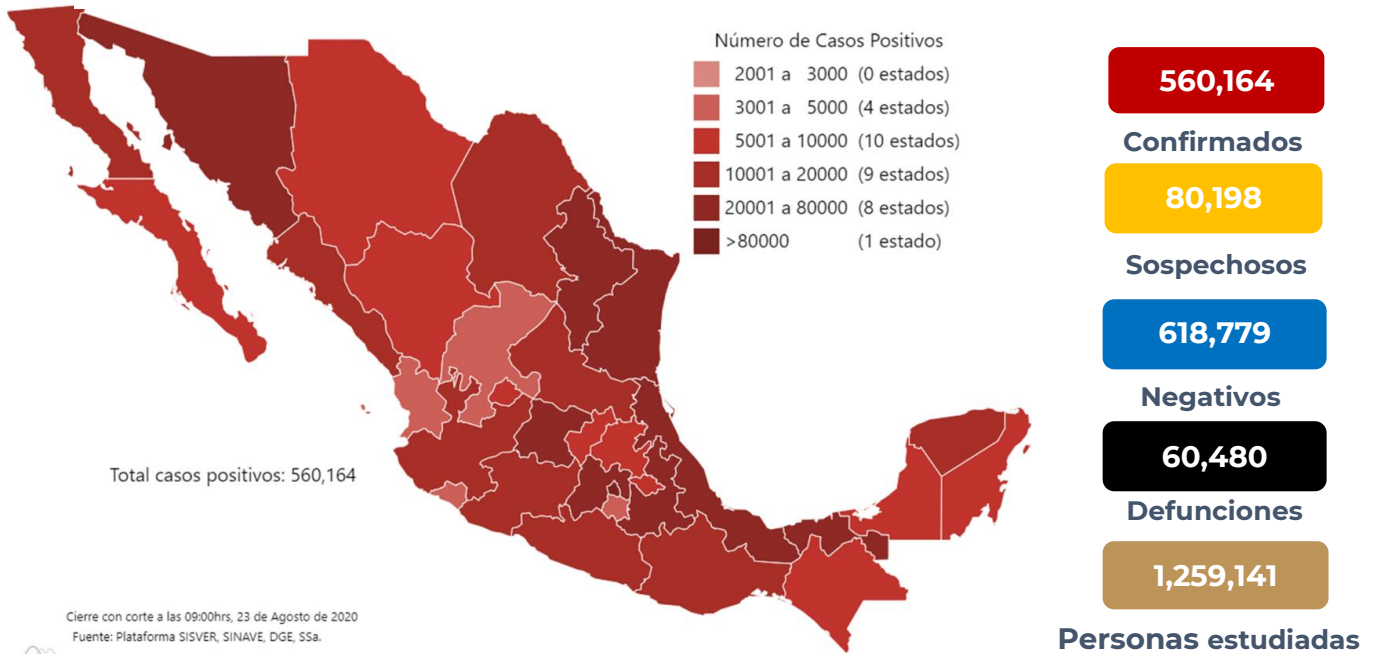 Número de Casos Positivos
2001 a 3000 (0 estados)
3001 a 5000 (4 estados)
5001 a 10000 (10 estados)
10001 a 20000 (9 estados)
20001 a 80000 (8 estados)
>80000 (1 estado)
Total casos positivos: 560,164
Cierre con corte a las 09:00hrs, 23 de Agosto de 2020
Fuente: Plataforma SISVER, SINAVE, DGE, SSa.
560,164
Confirmados
80,198
Sospechosos
618,779
Negativos
60,480
Defunciones
1,259,141
Personas estudiadas